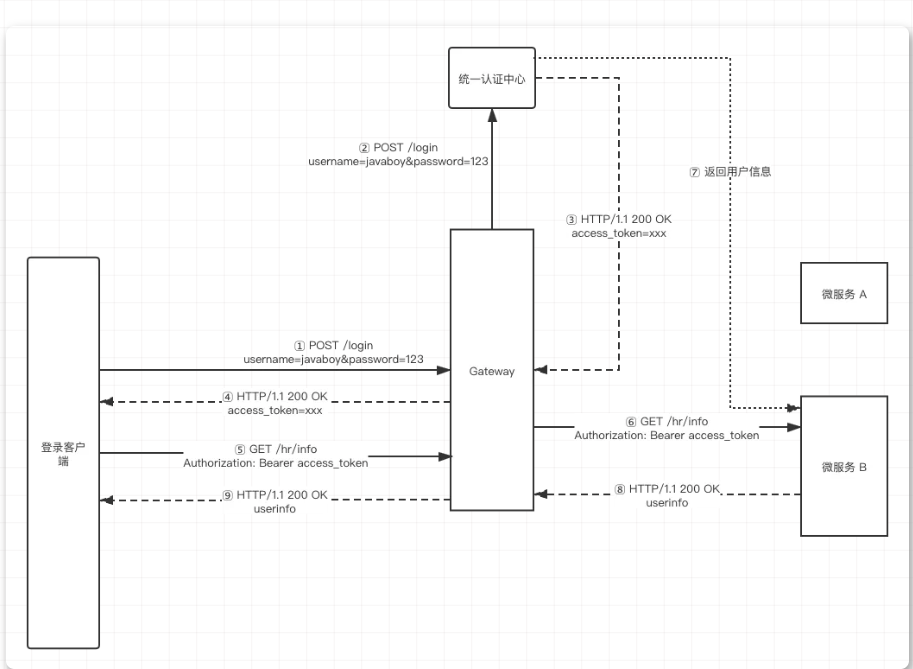 统一认证中心
② POST /login
username=javaboy&password=123
⑦ 返回用户信息
③ HTTP/1.1 200 OK
access_token=xxx
微服务 A
① POST /login
username=javaboy&password=123
Gateway
④ HTTP/1.1 200 OK
access_token=xxx
⑥ GET /hr/info
Authorization: Bearer access_token
登录客户
端
⑤ GET /hr/info
Authorization: Bearer access_token
微服务 B
⑧ HTTP/1.1 200 OK
userinfo
⑨ HTTP/1.1 200 OK
userinfo